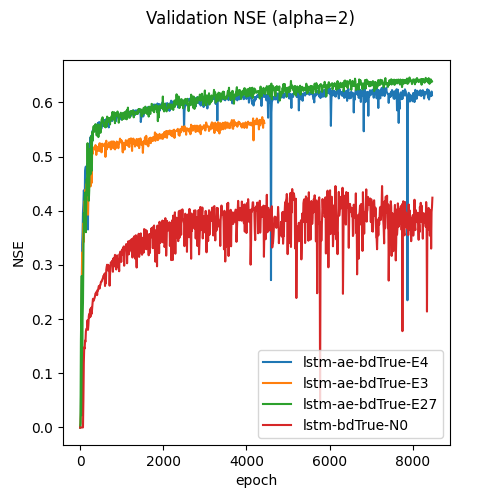 Validation NSE (alpha=2)
0.6
0.5
0.4
0.3
0.2
0.1
0.0
NSE
0
2000
4000
6000
8000
epoch
lstm-ae-bdTrue-E4
lstm-ae-bdTrue-E3
lstm-ae-bdTrue-E27
lstm-bdTrue-N0